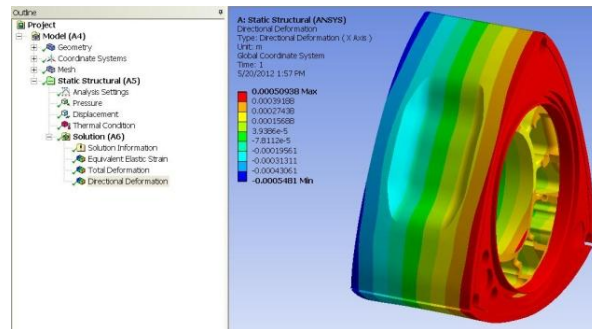 Outline
Project
Model (A4)
Geometry
Coordinate Systems
Mesh
Static Structural (A5)
Analysis Settings
Pressure
Displacement
Thermal Condition
Solution (A6)
Solution Information
Equivalent Elastic Strain
Total Deformation
Directional Deformation
A: Static Structural (ANSYS)
Directional Deformation
Type: Directional Deformation ( X Axis )
Unit: m
Global Coordinate System
Time: 1
5/20/2012 1:57 PM
0.00050938 Max
0.00039188
0.00027438
0.00015688
3.9386e-5
-7.8112e-5
-0.00019561
-0.00031311
-0.00043061
-0.0005481 Min